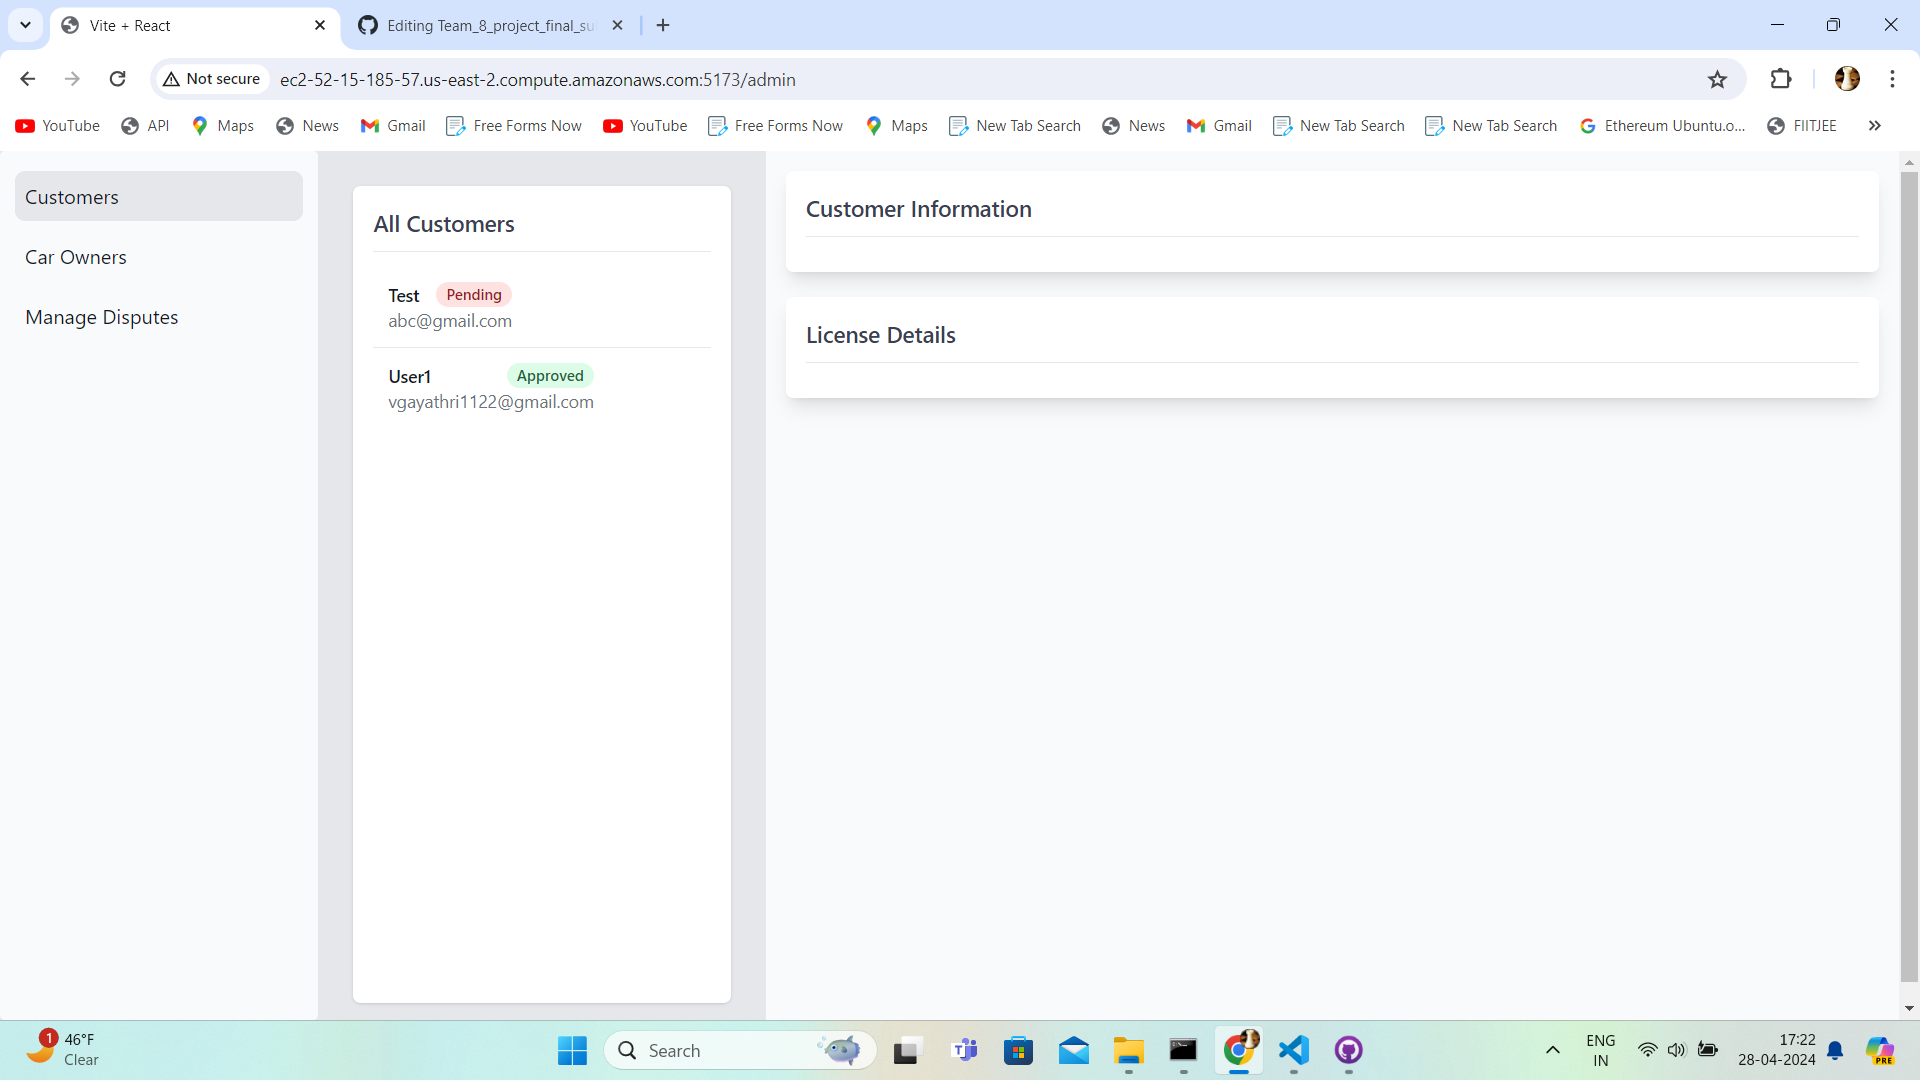 Vite + React
Editing Team_8_project_final_su
Not secure
ec2-52-15-185-57.us-east-2.compute.amazonaws.com:5173/admin
YouTube
API
Maps
News
Gmail
Free Forms Now
YouTube
Free Forms Now
Maps
New Tab Search
News
Gmail
New Tab Search
New Tab Search
Ethereum Ubuntu.o...
FIITJEE
Customers
Car Owners
Manage Disputes
All Customers
Test Pending
abc@gmail.com
User1 Approved
vgayathri1122@gmail.com
Customer Information
License Details
1
46°F
Clear
Search
ENG
IN
17:22
28-04-2024
PRE